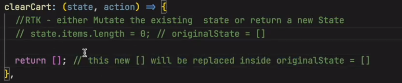 clearCart: (state, action) => {
//RTK - either Mutate the existing  state or return a new State
// state.items.length = 0; // originalState = []
return []; // this new [] will be replaced inside originalState = []
},